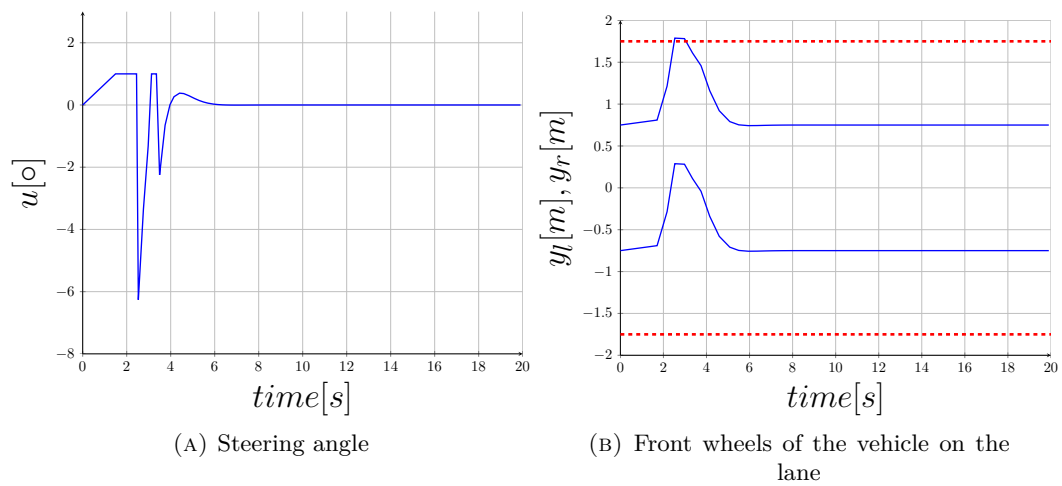 2
0
−2
−4
−6
−8
0 2 4 6 8 10 12 14 16 18 20
u[○]
time[s]
(A) Steering angle
2
1.5
1
0.5
0
−0.5
−1
−1.5
−2
0 2 4 6 8 10 12 14 16 18 20
y_l[m], y_r[m]
time[s]
(B) Front wheels of the vehicle on the
lane